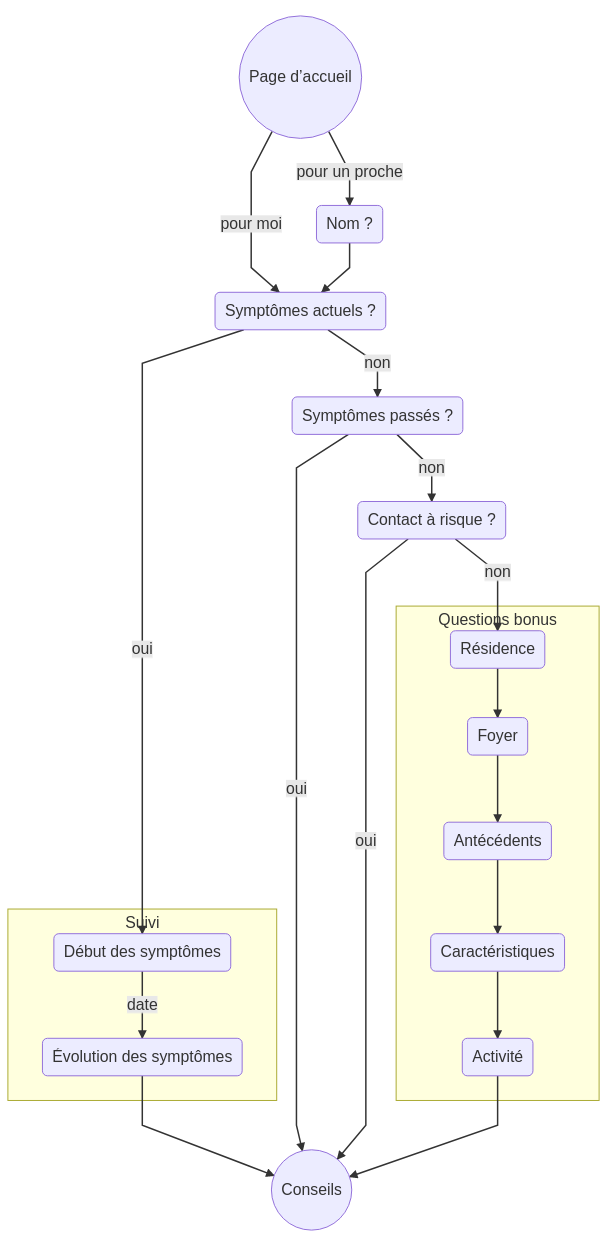 Page d’accueil
pour un proche
pour moi
Nom ?
Symptômes actuels ?
non
Symptômes passés ?
non
Contact à risque ?
non
Questions bonus
Résidence
oui
Foyer
oui
oui
Antécédents
Suivi
Début des symptômes
Caractéristiques
date
Évolution des symptômes
Activité
Conseils